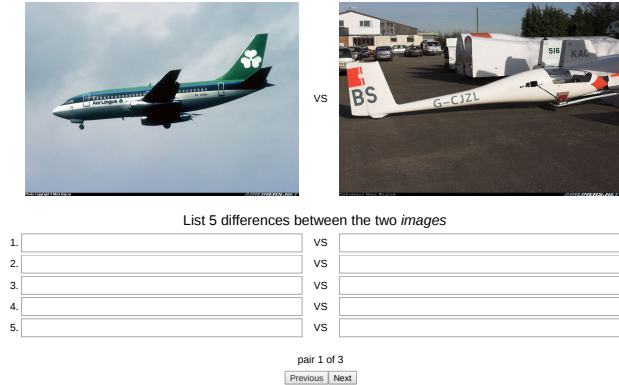 Aer Lingus
516
KAG
BS
G-CJZL
VS
List 5 differences between the two images
1. VS
2. VS
3. VS
4. VS
5. VS
pair 1 of 3
Previous Next